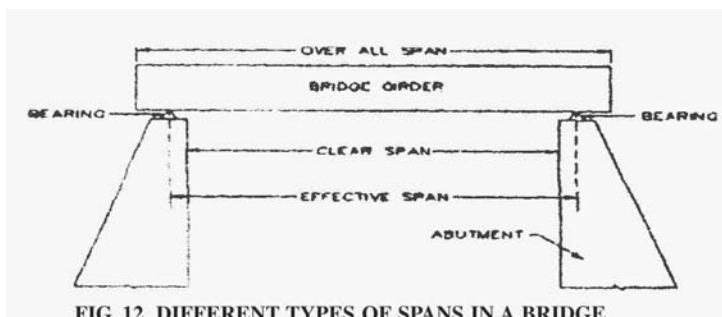 OVER ALL SPAN
BRIDGE GIRDER
BEARING
BEARING
CLEAR SPAN
EFFECTIVE SPAN
ABUTMENT
FIG. 12 DIFFERENT TYPES OF SPANS IN A BRIDGE